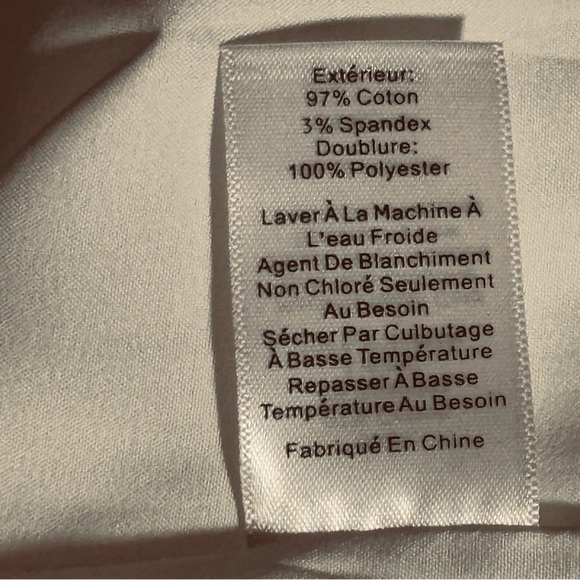 Extérieur:
97% Coton
3% Spandex
Doublure:
100% Polyester
Laver À La Machine À
L'eau Froide
Agent De Blanchiment
Non Chloré Seulement
Au Besoin
Sécher Par Culbutage
À Basse Température
Repasser À Basse
Température Au Besoin
Fabriqué En Chine